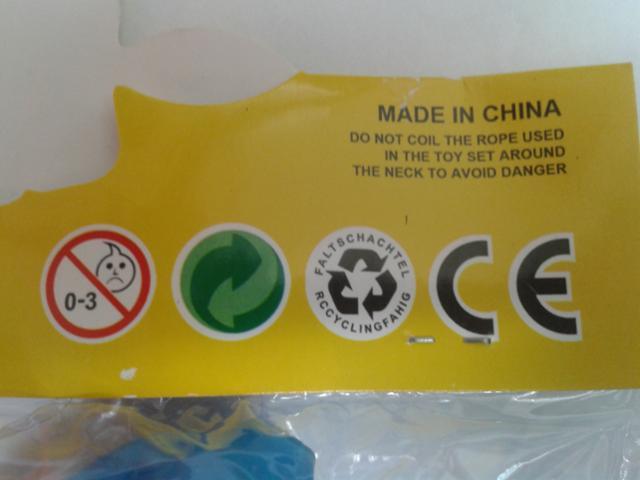 MADE IN CHINA
DO NOT COIL THE ROPE USED
IN THE TOY SET AROUND
THE NECK TO AVOID DANGER
0-3
FALTSCHACHTEL
RCCYCLINGFAHIG
CE